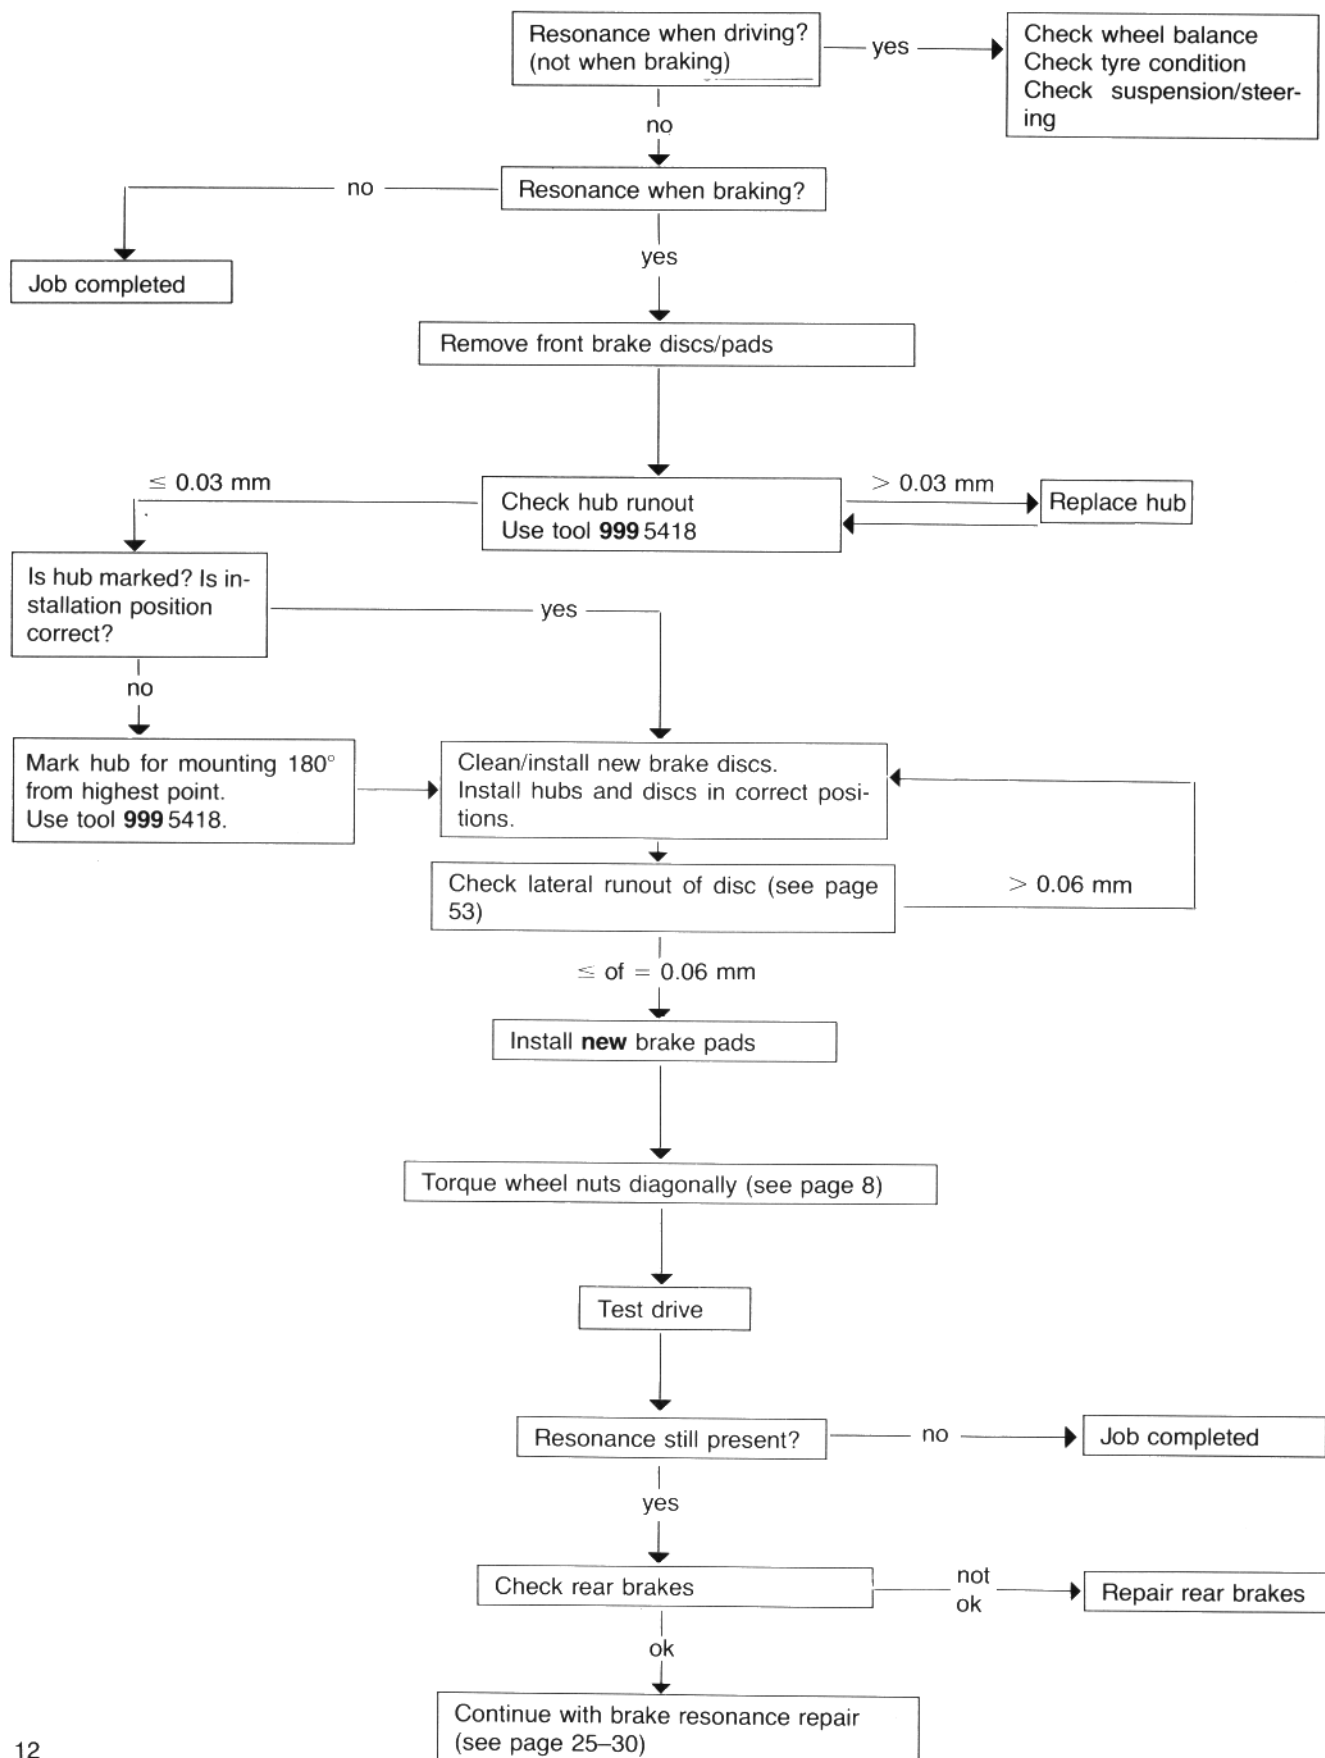 Resonance when driving?
(not when braking)
yes
Check wheel balance
Check tyre condition
Check suspension/steer-
ing
no
no
Resonance when braking?
yes
Job completed
Remove front brake discs/pads
≤ 0.03 mm
Check hub runout
Use tool 999 5418
> 0.03 mm
Replace hub
Is hub marked? Is in-
stallation position
correct?
yes
no
Mark hub for mounting 180°
from highest point.
Use tool 999 5418.
Clean/install new brake discs.
Install hubs and discs in correct posi-
tions.
Check lateral runout of disc (see page
53)
> 0.06 mm
≤ of = 0.06 mm
Install new brake pads
Torque wheel nuts diagonally (see page 8)
Test drive
Resonance still present?
no
Job completed
yes
Check rear brakes
not
ok
Repair rear brakes
ok
Continue with brake resonance repair
(see page 25–30)
12